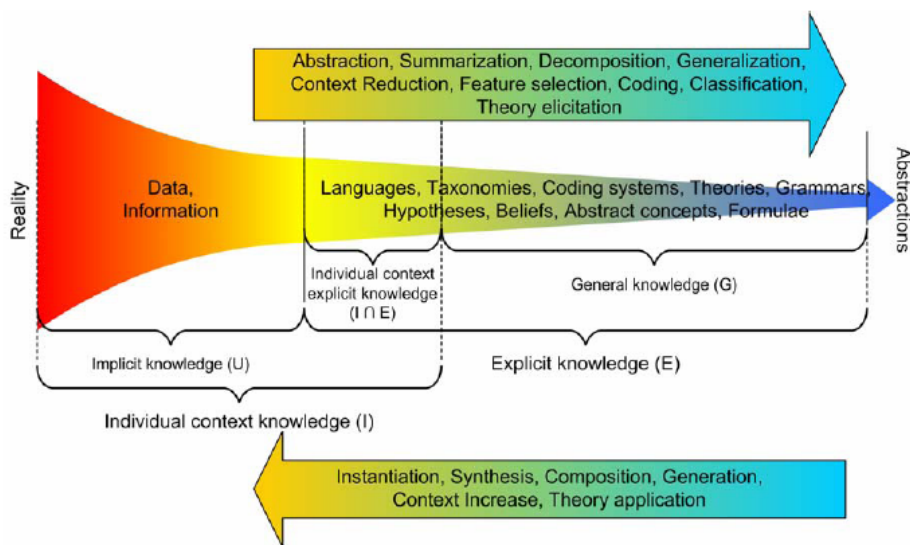 Abstraction, Summarization, Decomposition, Generalization,
Context Reduction, Feature selection, Coding, Classification,
Theory elicitation
Reality
Data,
Information
Languages, Taxonomies, Coding systems, Theories, Grammars,
Hypotheses, Beliefs, Abstract concepts, Formulae
Abstractions
Individual context
explicit knowledge
(I ∩ E)
General knowledge (G)
Implicit knowledge (U)
Explicit knowledge (E)
Individual context knowledge (I)
Instantiation, Synthesis, Composition, Generation,
Context Increase, Theory application